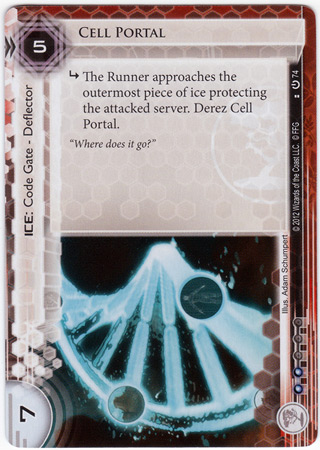 CELL PORTAL
5
↳ The Runner approaches the
outermost piece of ice protecting
the attacked server. Derez Cell
Portal.
“Where does it go?”
ICE: Code Gate - Deflector
7
74
© 2012 Wizards of the Coast LLC. © FFG
Illus. Adam Schumpert